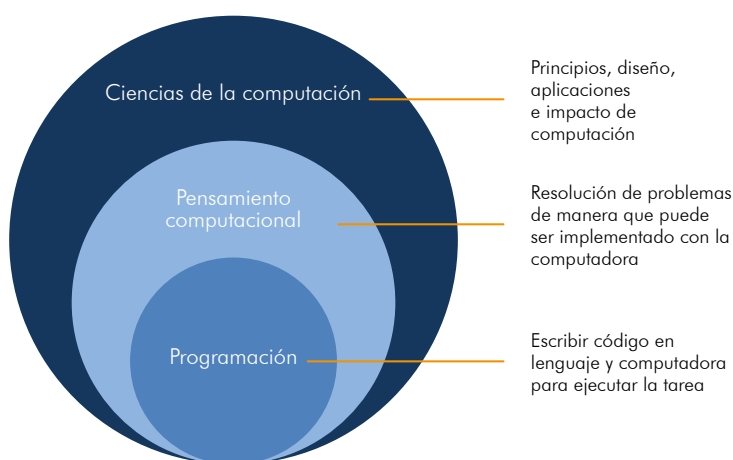 Ciencias de la computación
Principios, diseño,
aplicaciones
e impacto de
computación
Pensamiento
computacional
Resolución de problemas
de manera que puede
ser implementado con la
computadora
Programación
Escribir código en
lenguaje y computadora
para ejecutar la tarea